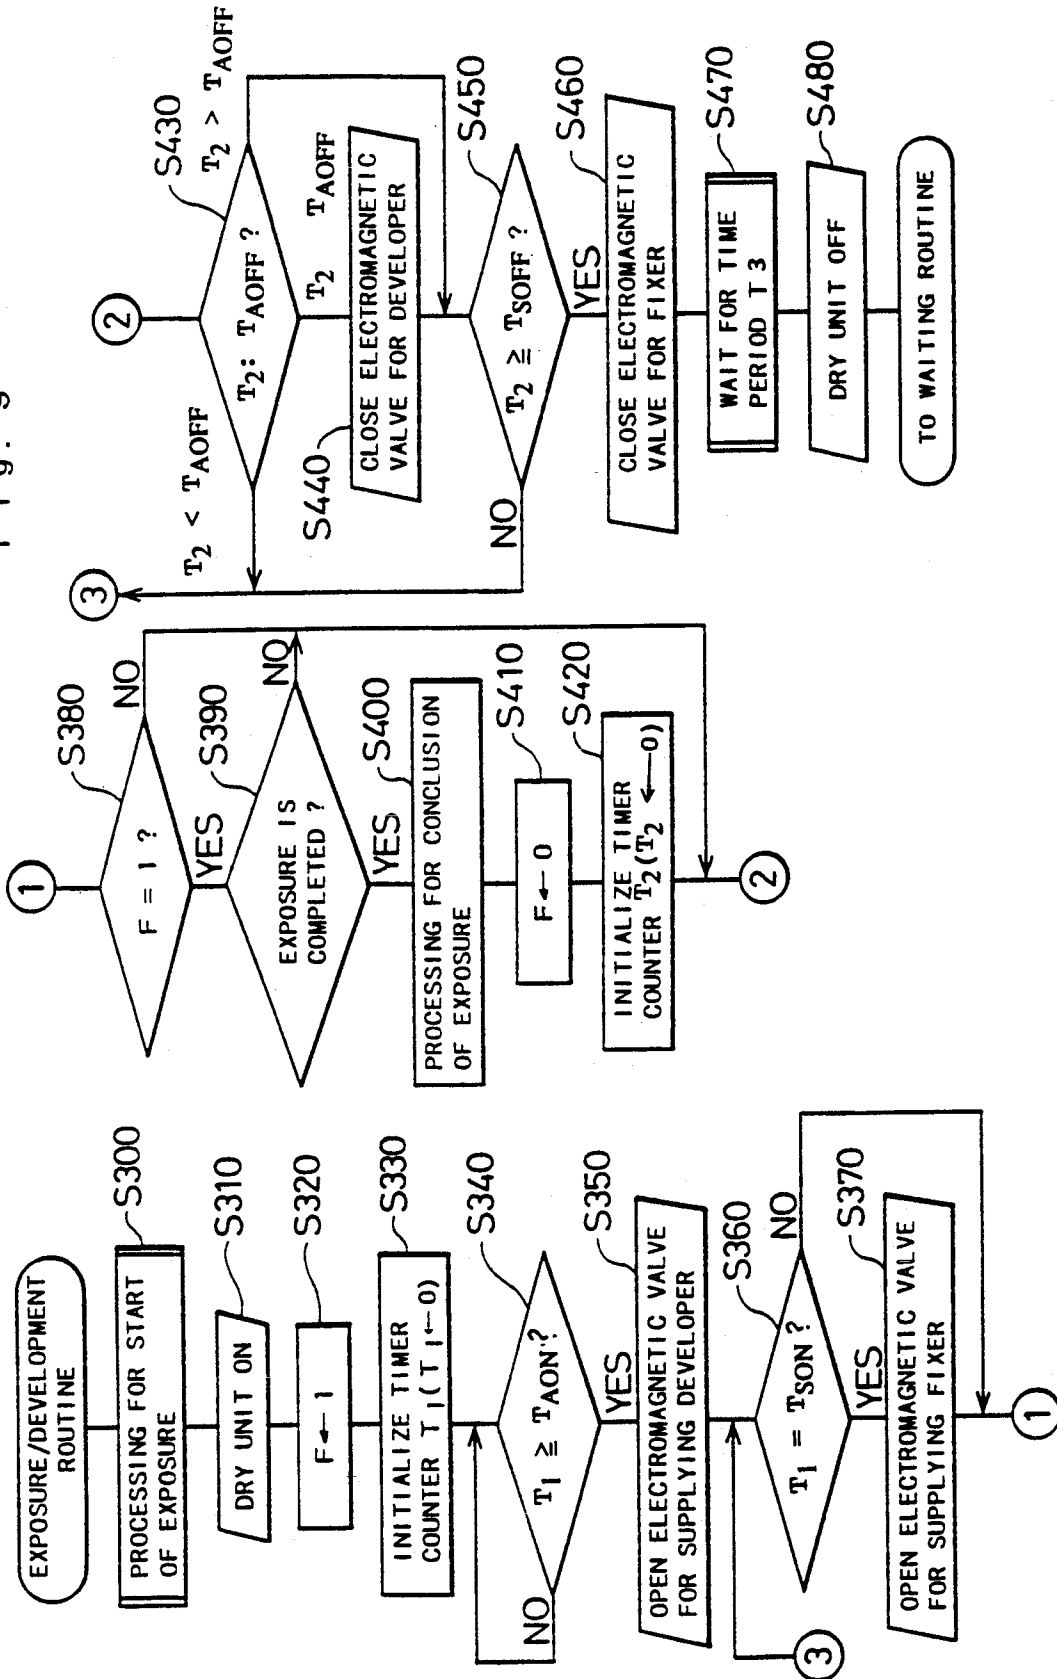 Fig. 9
EXPOSURE/DEVELOPMENT
ROUTINE
S300
PROCESSING FOR START
OF EXPOSURE
S310
DRY UNIT ON
S320
F←1
S330
INITIALIZE TIMER
COUNTER T1(T1←0)
S340
T1 ≧ TAON?
NO
YES
S350
OPEN ELECTROMAGNETIC VALVE
FOR SUPPLYING DEVELOPER
3
S360
T1 = TSON ?
NO
YES
S370
OPEN ELECTROMAGNETIC VALVE
FOR SUPPLYING FIXER
1
1
S380
F = 1 ?
NO
YES
S390
EXPOSURE IS
COMPLETED ?
NO
YES
S400
PROCESSING FOR CONCLUSION
OF EXPOSURE
S410
F←0
S420
INITIALIZE TIMER
COUNTER T2(T2←0)
2
3
2
S430
T2: TAOFF ?
T2 < TAOFF
T2 > TAOFF
T2 TAOFF
S440
CLOSE ELECTROMAGNETIC
VALVE FOR DEVELOPER
S450
T2 ≧ TSOFF ?
NO
YES
S460
CLOSE ELECTROMAGNETIC
VALVE FOR FIXER
S470
WAIT FOR TIME
PERIOD T3
S480
DRY UNIT OFF
TO WAITING ROUTINE